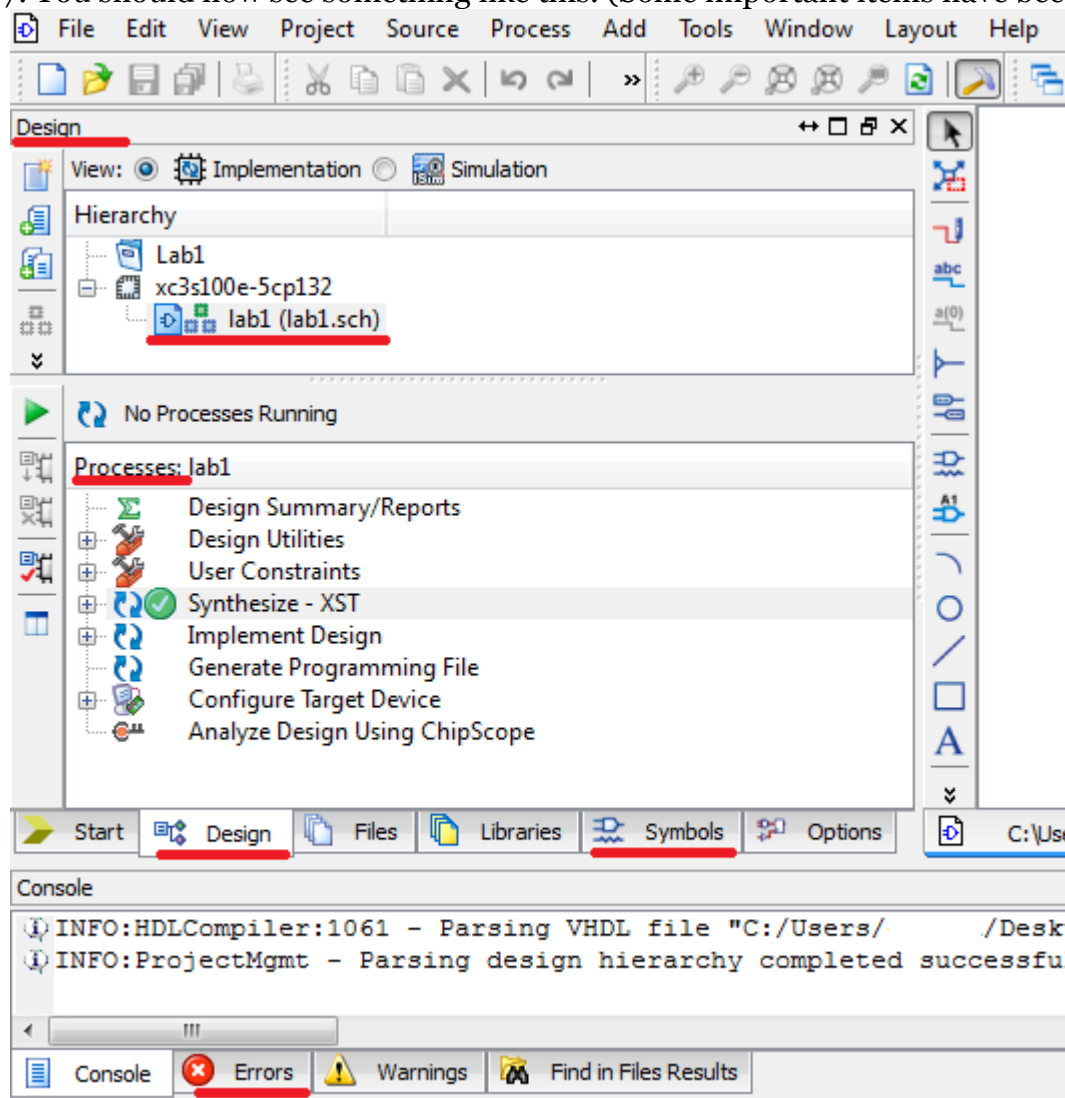 7. You should now see something like this. (Some important items have bee
File Edit View Project Source Process Add Tools Window Layout Help
Design
View: Implementation Simulation
Hierarchy
Lab1
xc3s100e-5cp132
lab1 (lab1.sch)
No Processes Running
Processes: lab1
Design Summary/Reports
Design Utilities
User Constraints
Synthesize - XST
Implement Design
Generate Programming File
Configure Target Device
Analyze Design Using ChipScope
abc
a(0)
A1
A
Start Design Files Libraries Symbols Options C:\Use
Console
INFO:HDLCompiler:1061 - Parsing VHDL file "C:/Users/ /Desk
INFO:ProjectMgmt - Parsing design hierarchy completed successfu
Console Errors Warnings Find in Files Results